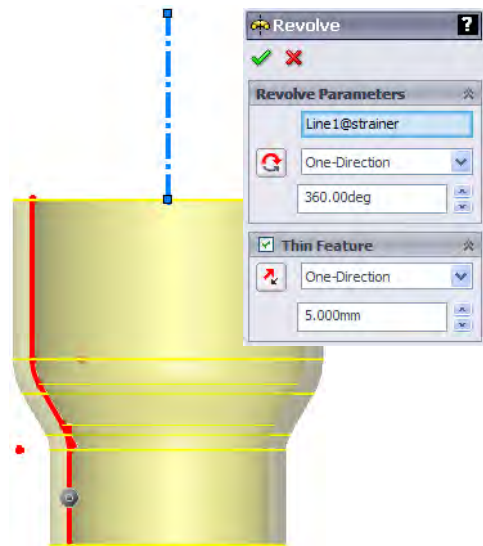 Revolve ?
Revolve Parameters
Line1@strainer
One-Direction
360.00deg
Thin Feature
One-Direction
5.000mm